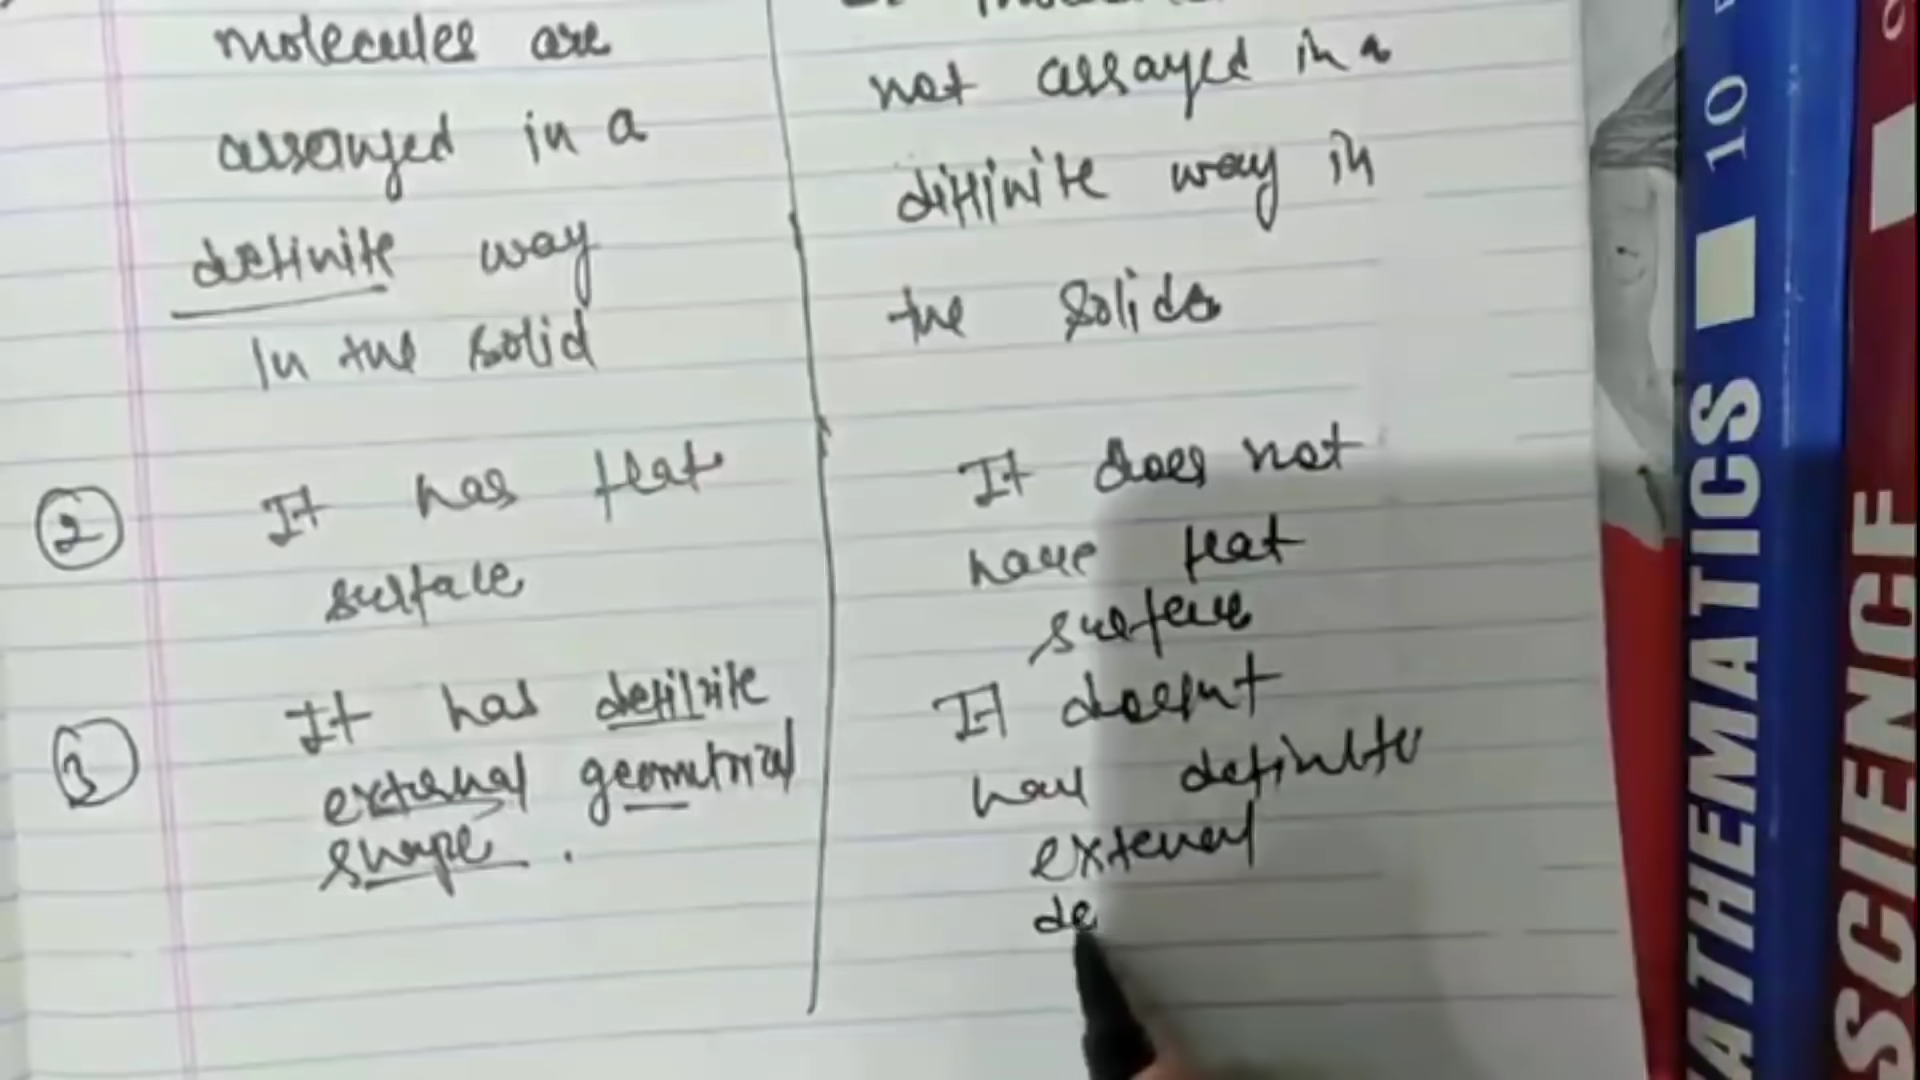 molecules are
arranged in a
definite way
In the solid
not arrayed in a
difinite way in
the solids
2 It has flat
surface
It does not
have flat
surface
3 It has definite
external geometrical
shape .
It doesnt
have definite
external
de
MATHEMATICS 10
SCIENCE